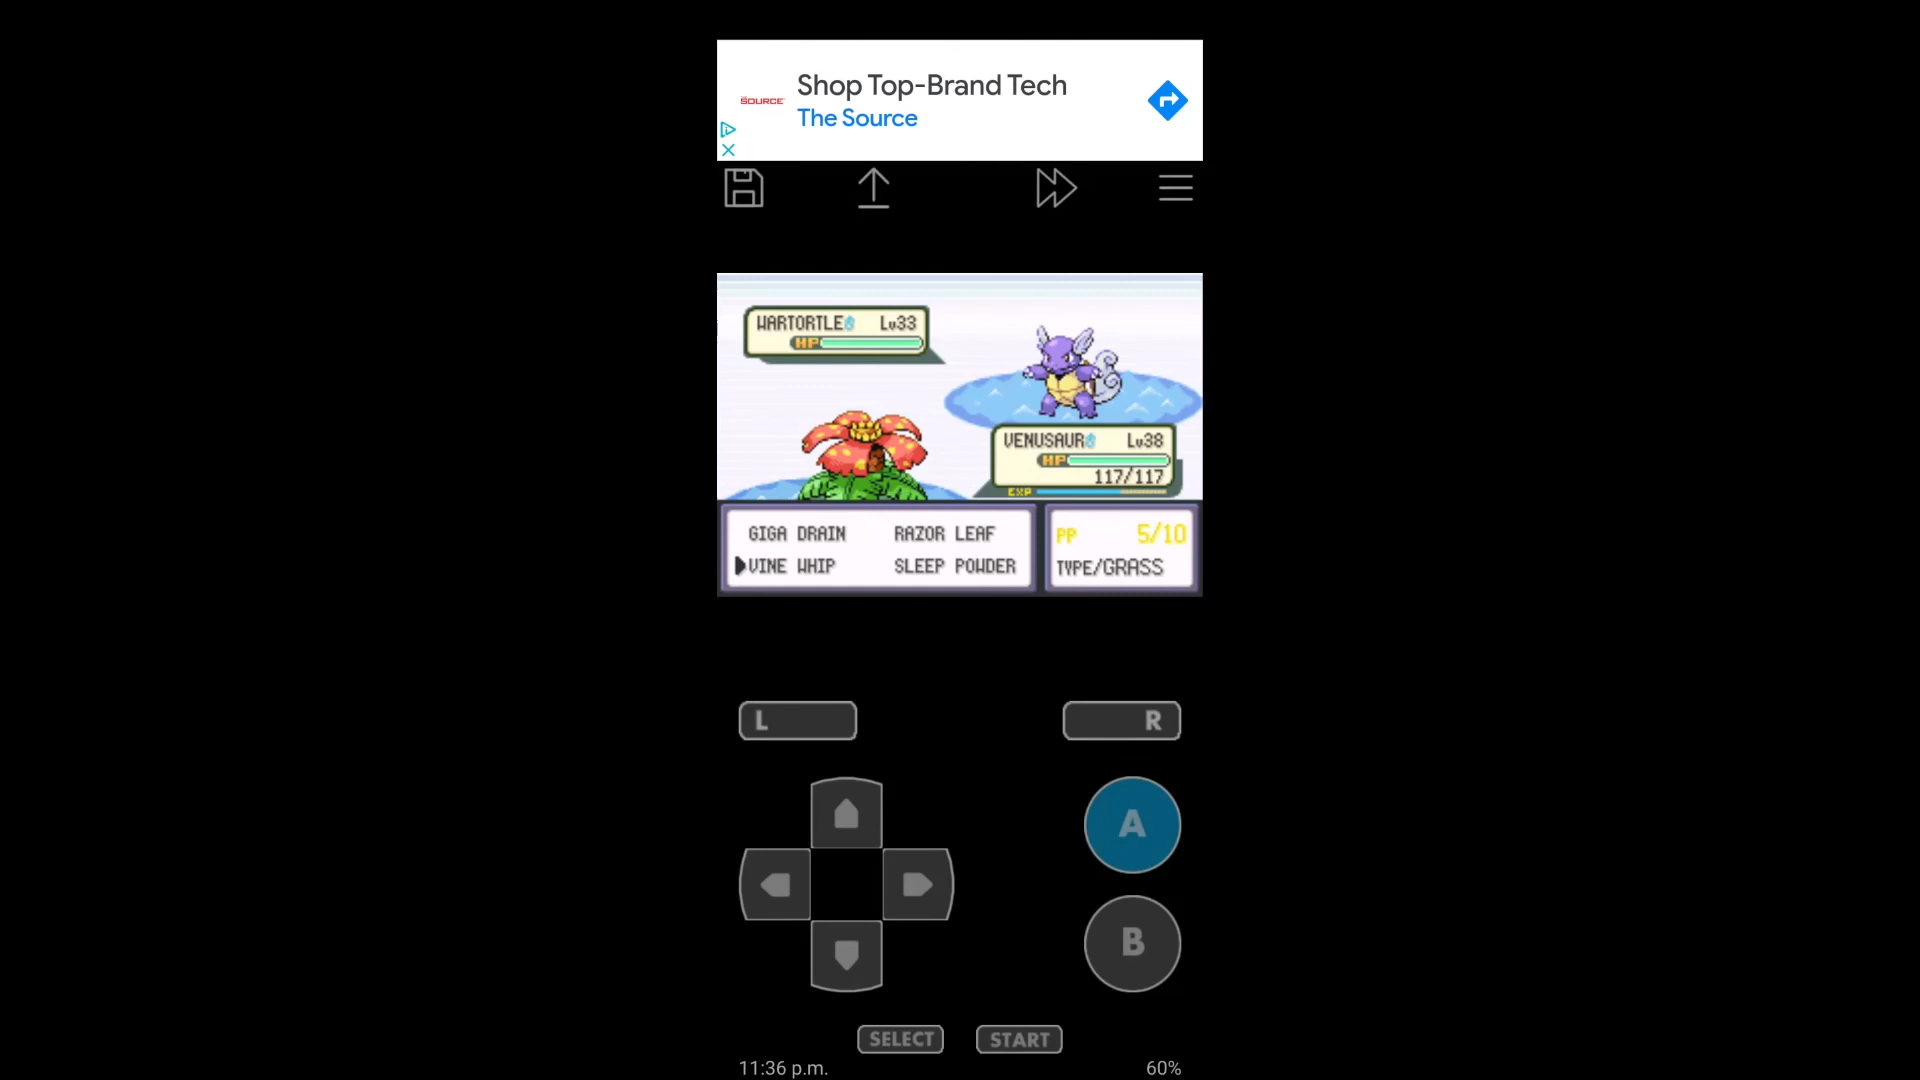 Shop Top-Brand Tech
THE SOURCE
The Source
WARTORTLE♂ Lv33
HP
VENUSAUR♂ Lv38
HP
117/117
EXP
GIGA DRAIN RAZOR LEAF
PP 5/10
VINE WHIP SLEEP POWDER
TYPE/GRASS
L R
A
B
SELECT START
11:36 p.m. 60%